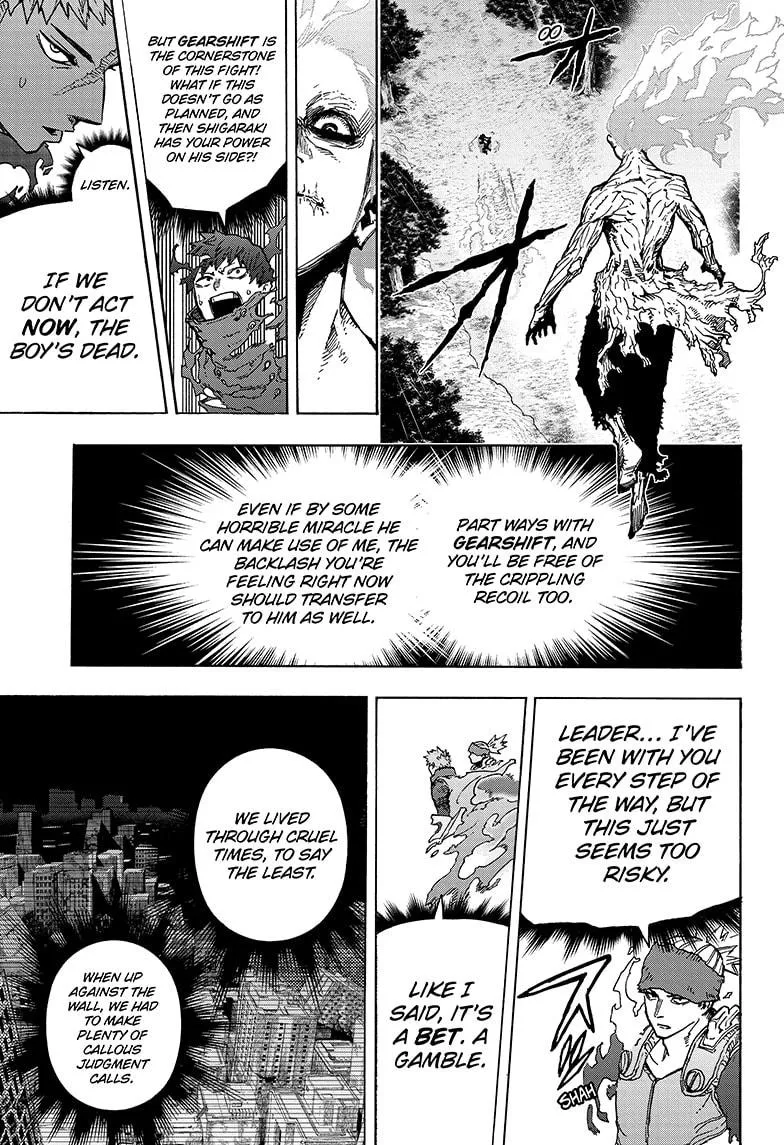 OO
オオ
オ
BUT GEARSHIFT IS
THE CORNERSTONE
OF THIS FIGHT!
WHAT IF THIS
DOESN'T GO AS
PLANNED, AND
THEN SHIGARAKI
HAS YOUR POWER
ON HIS SIDE?!
LISTEN.
IF WE
DON'T ACT
NOW, THE
BOY'S DEAD.
PART WAYS WITH
GEARSHIFT, AND
YOU'LL BE FREE OF
THE CRIPPLING
RECOIL TOO.
EVEN IF BY SOME
HORRIBLE MIRACLE HE
CAN MAKE USE OF ME, THE
BACKLASH YOU'RE
FEELING RIGHT NOW
SHOULD TRANSFER
TO HIM AS WELL.
LEADER... I'VE
BEEN WITH YOU
EVERY STEP OF
THE WAY, BUT
THIS JUST
SEEMS TOO
RISKY.
ズズ
SHAH
LIKE I
SAID, IT'S
A BET. A
GAMBLE.
WE LIVED
THROUGH CRUEL
TIMES, TO SAY
THE LEAST.
WHEN UP
AGAINST THE
WALL, WE HAD
TO MAKE
PLENTY OF
CALLOUS
JUDGMENT
CALLS.